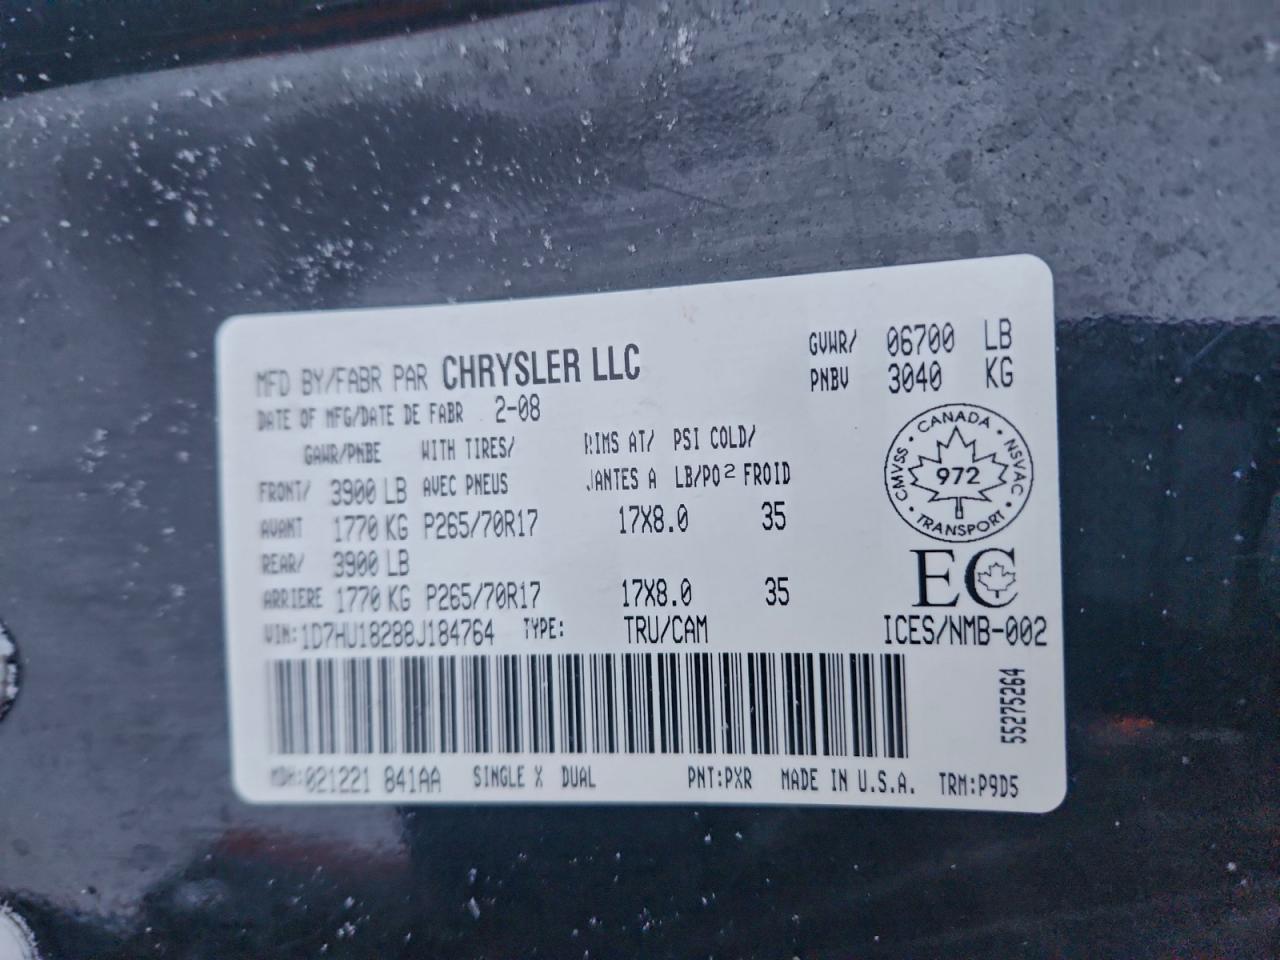 MFD BY/FABR PAR CHRYSLER LLC
GVWR/ 06700 LB
PNBV 3040 KG
DATE OF MFG/DATE DE FABR 2-08
GAWR/PNBE WITH TIRES/ RIMS AT/ PSI COLD/
FRONT/ 3900 LB AVEC PNEUS JANTES A LB/PO2 FROID
AVANT 1770 KG P265/70R17 17X8.0 35
REAR/ 3900 LB
ARRIERE 1770 KG P265/70R17 17X8.0 35
CANADA
CMVSS NSVAC
972
TRANSPORT
EC
VIN: 1D7HU18288J184764 TYPE: TRU/CAM ICES/NMB-002
55275264
MDH:021221 841AA SINGLE X DUAL PNT:PXR MADE IN U.S.A. TRM:P9D5